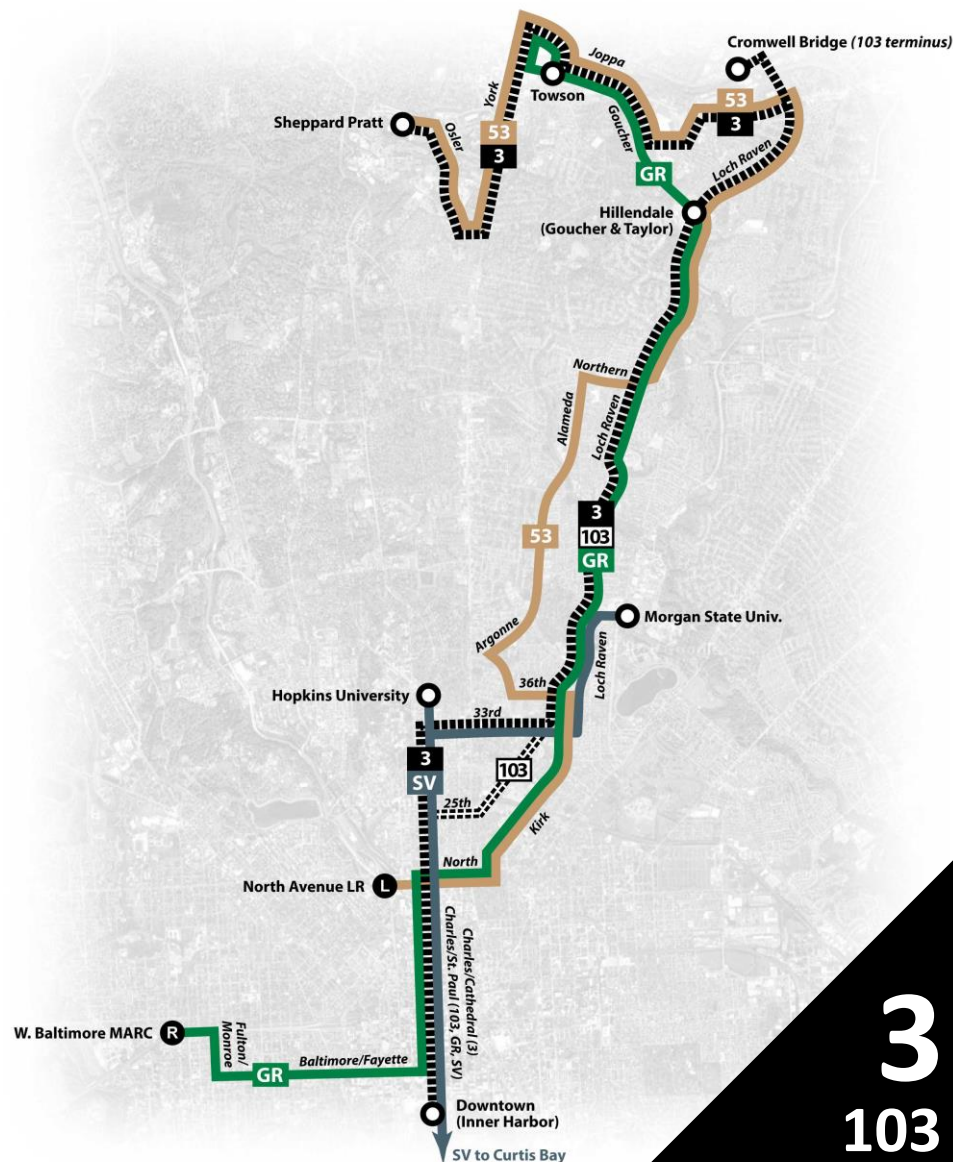 Cromwell Bridge (103 terminus)
Joppa
York
Towson
53
3
Sheppard Pratt
Osler
53
3
Goucher
Loch Raven
GR
Hillendale
(Goucher & Taylor)
Northern
Alameda
Loch Raven
3
103
GR
53
Morgan State Univ.
Argonne
Loch Raven
36th
Hopkins University
33rd
3
SV
103
25th
Kirk
North
North Avenue LR
L
Charles/Cathedral (3)
Charles/St. Paul (103, GR, SV)
W. Baltimore MARC
R
Fulton/
Monroe
Baltimore/Fayette
GR
Downtown
(Inner Harbor)
SV to Curtis Bay
3
103